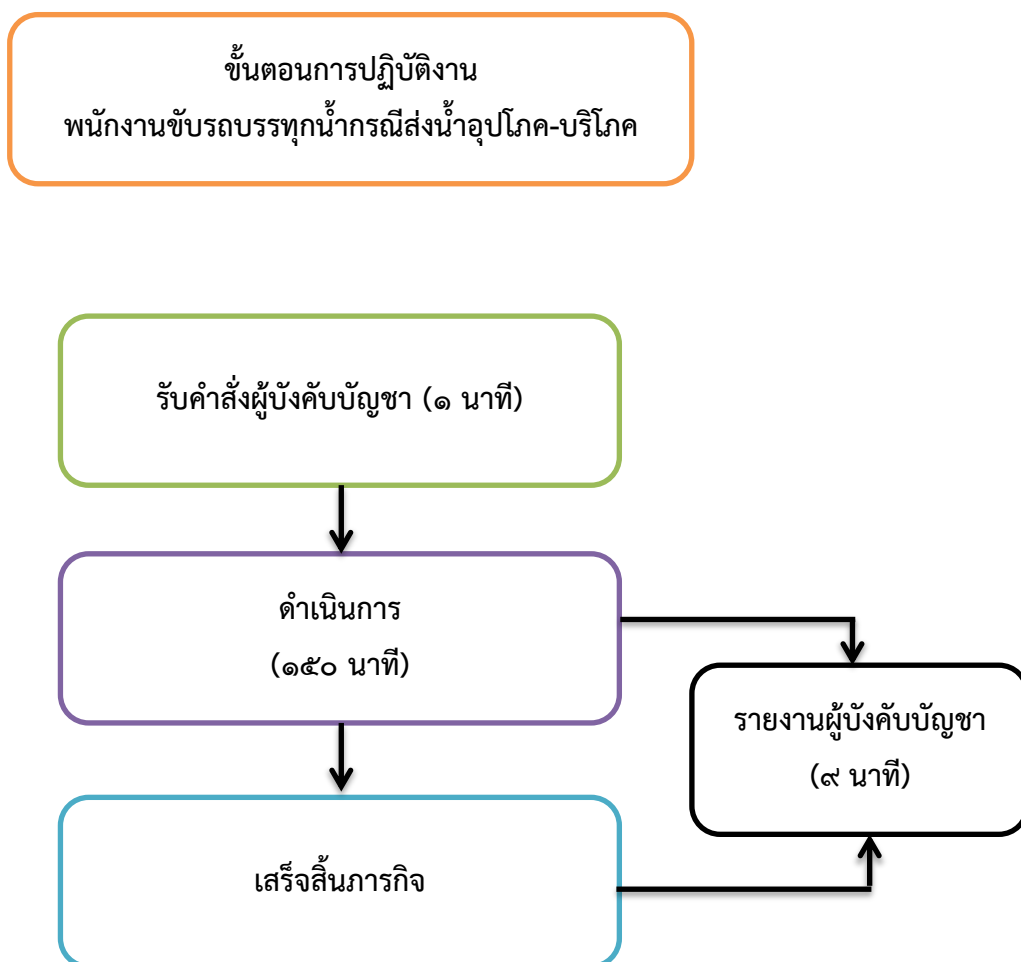 ขั้นตอนการปฏิบัติงาน
พนักงานขับรถบรรทุกน้ำกรณีส่งน้ำอุปโภค-บริโภค
รับคำสั่งผู้บังคับบัญชา (๑ นาที)
ดำเนินการ
(๑๕๐ นาที)
รายงานผู้บังคับบัญชา
(๙ นาที)
เสร็จสิ้นภารกิจ